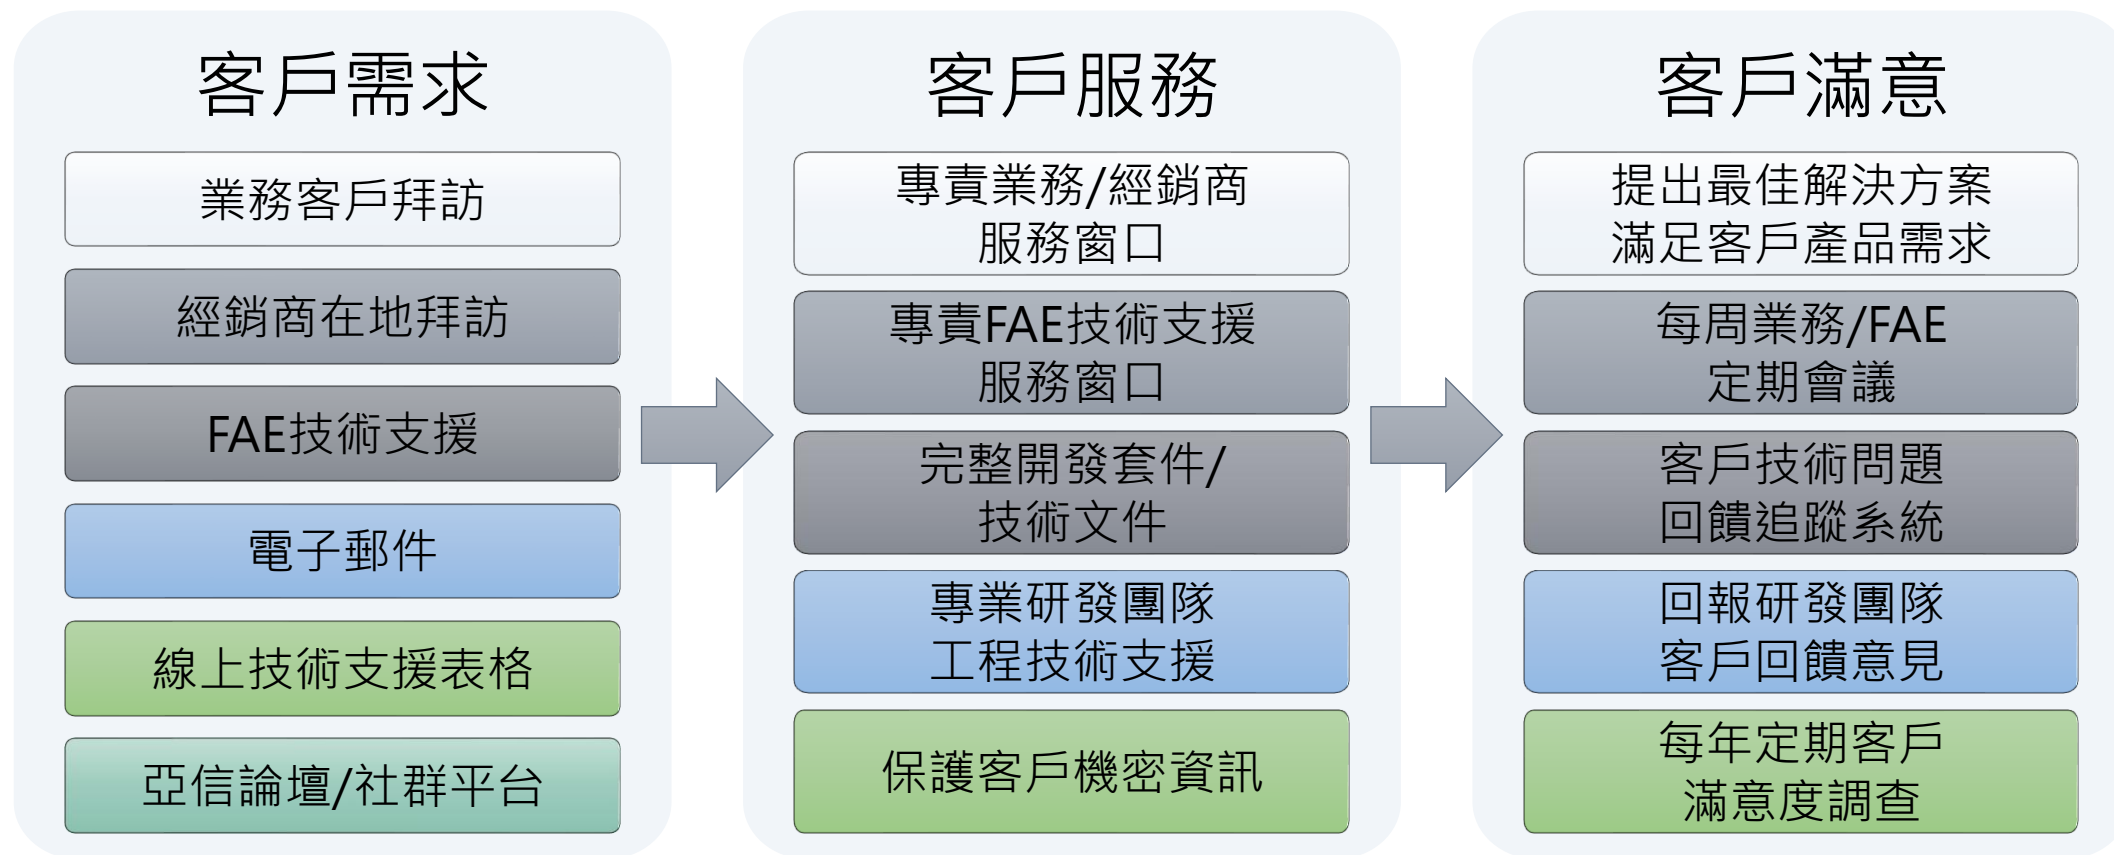 客戶需求
業務客戶拜訪
經銷商在地拜訪
FAE技術支援
電子郵件
線上技術支援表格
亞信論壇/社群平台
客戶服務
專責業務/經銷商
服務窗口
專責FAE技術支援
服務窗口
完整開發套件/
技術文件
專業研發團隊
工程技術支援
保護客戶機密資訊
客戶滿意
提出最佳解決方案
滿足客戶產品需求
每周業務/FAE
定期會議
客戶技術問題
回饋追蹤系統
回報研發團隊
客戶回饋意見
每年定期客戶
滿意度調查